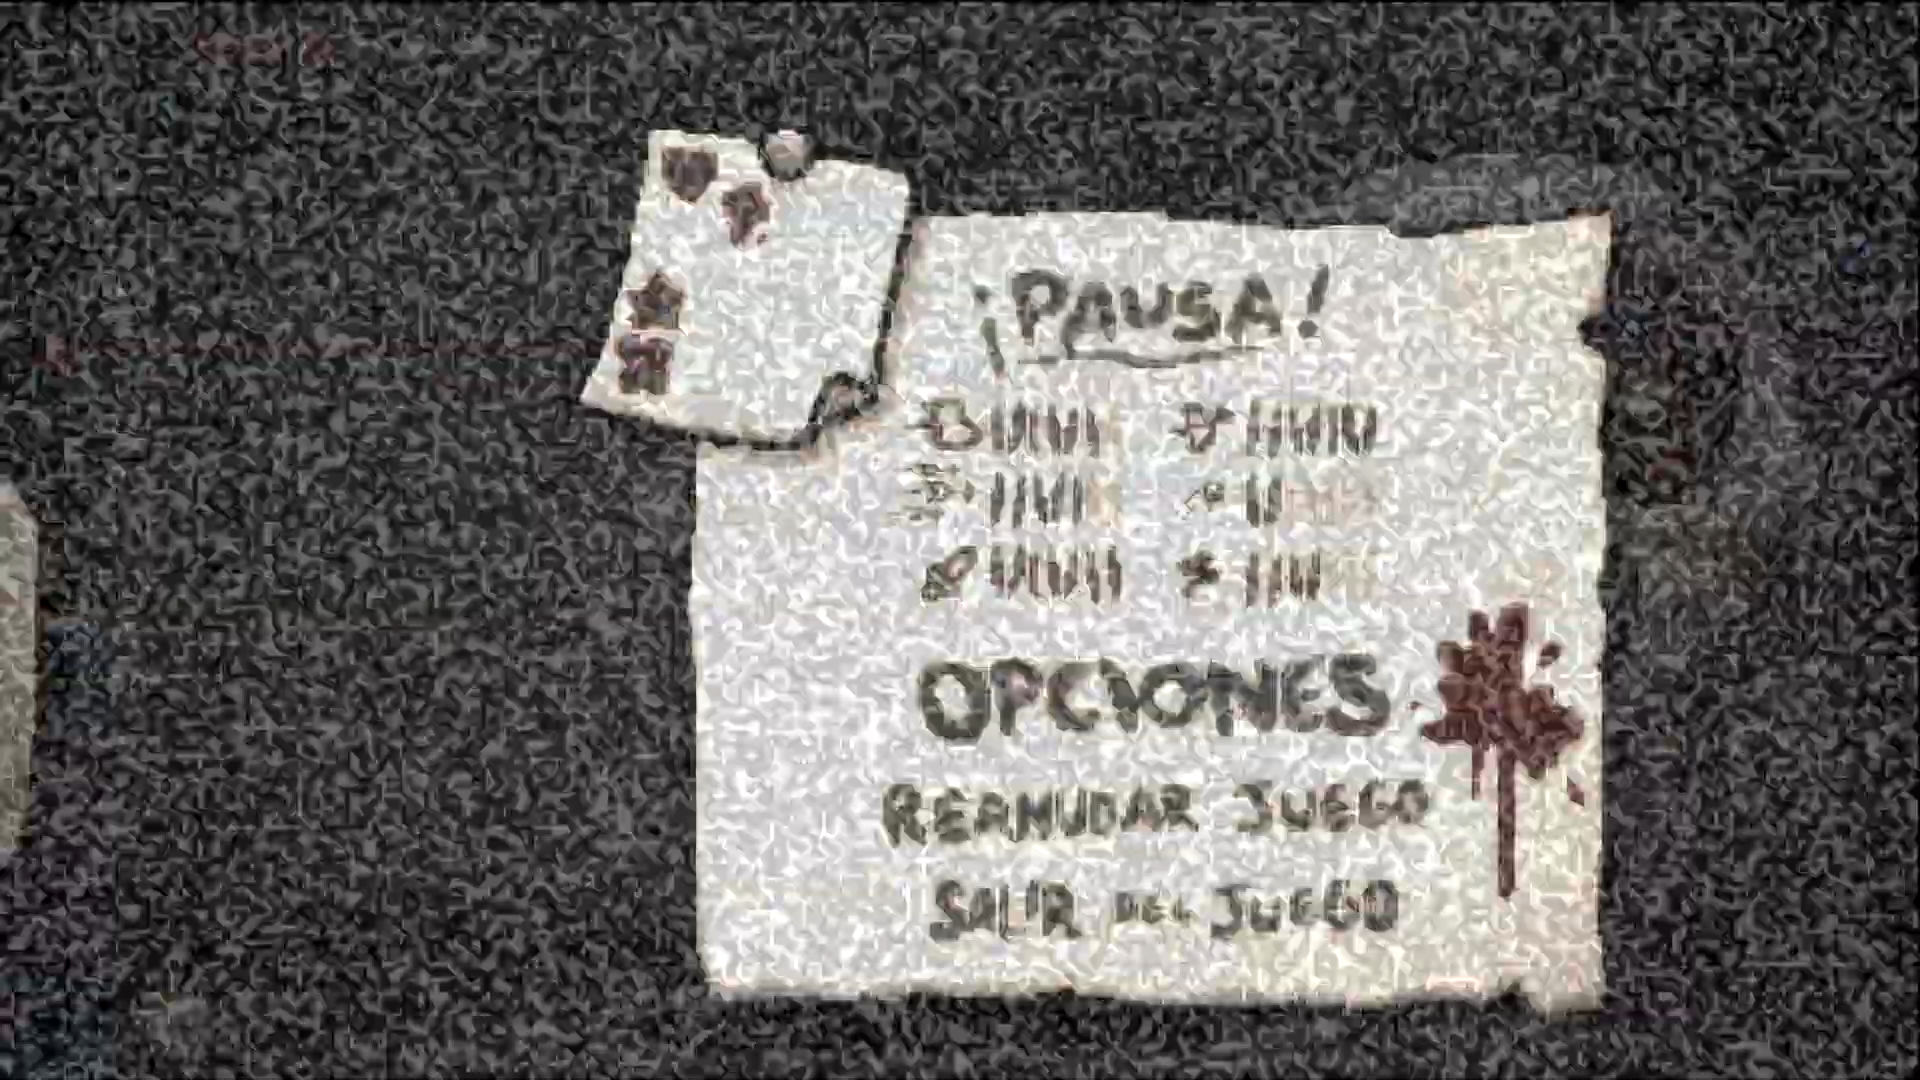 ¡PAUSA!
OPCIONES
REANUDAR JUEGO
SALIR DEL JUEGO